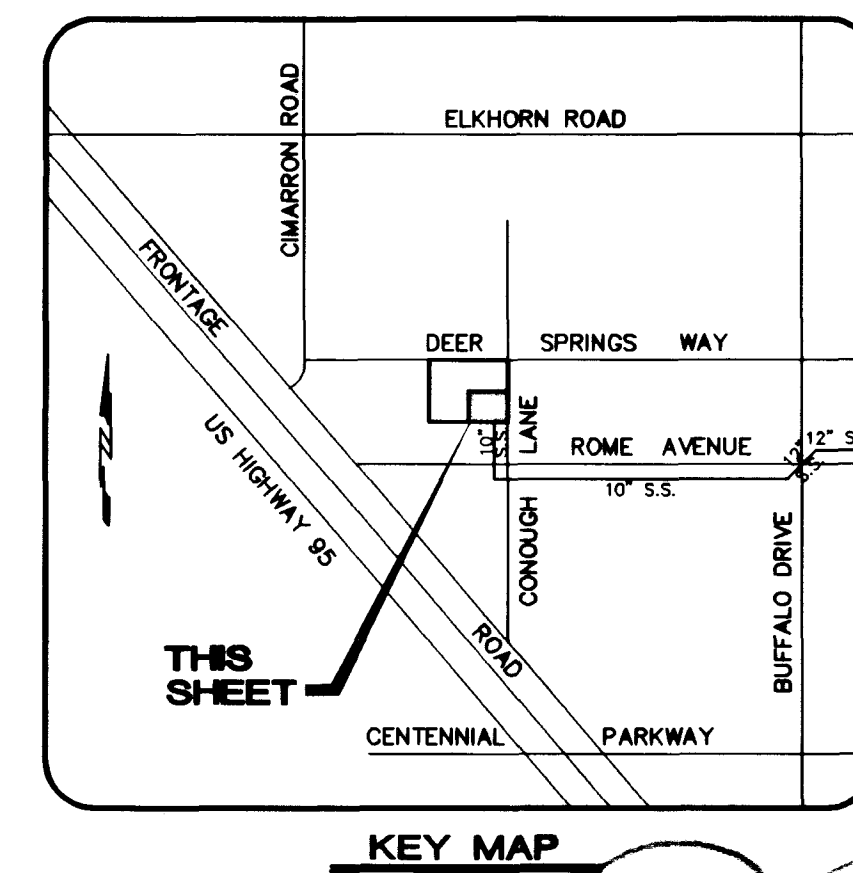 CIMARRON ROAD
ELKHORN ROAD
FRONTAGE
DEER SPRINGS WAY
US HIGHWAY 95
10" S.S.
CONOUGH LANE
ROME AVENUE
12" S.S.
12" S
10" S.S.
BUFFALO DRIVE
ROAD
THIS
SHEET
CENTENNIAL PARKWAY
KEY MAP